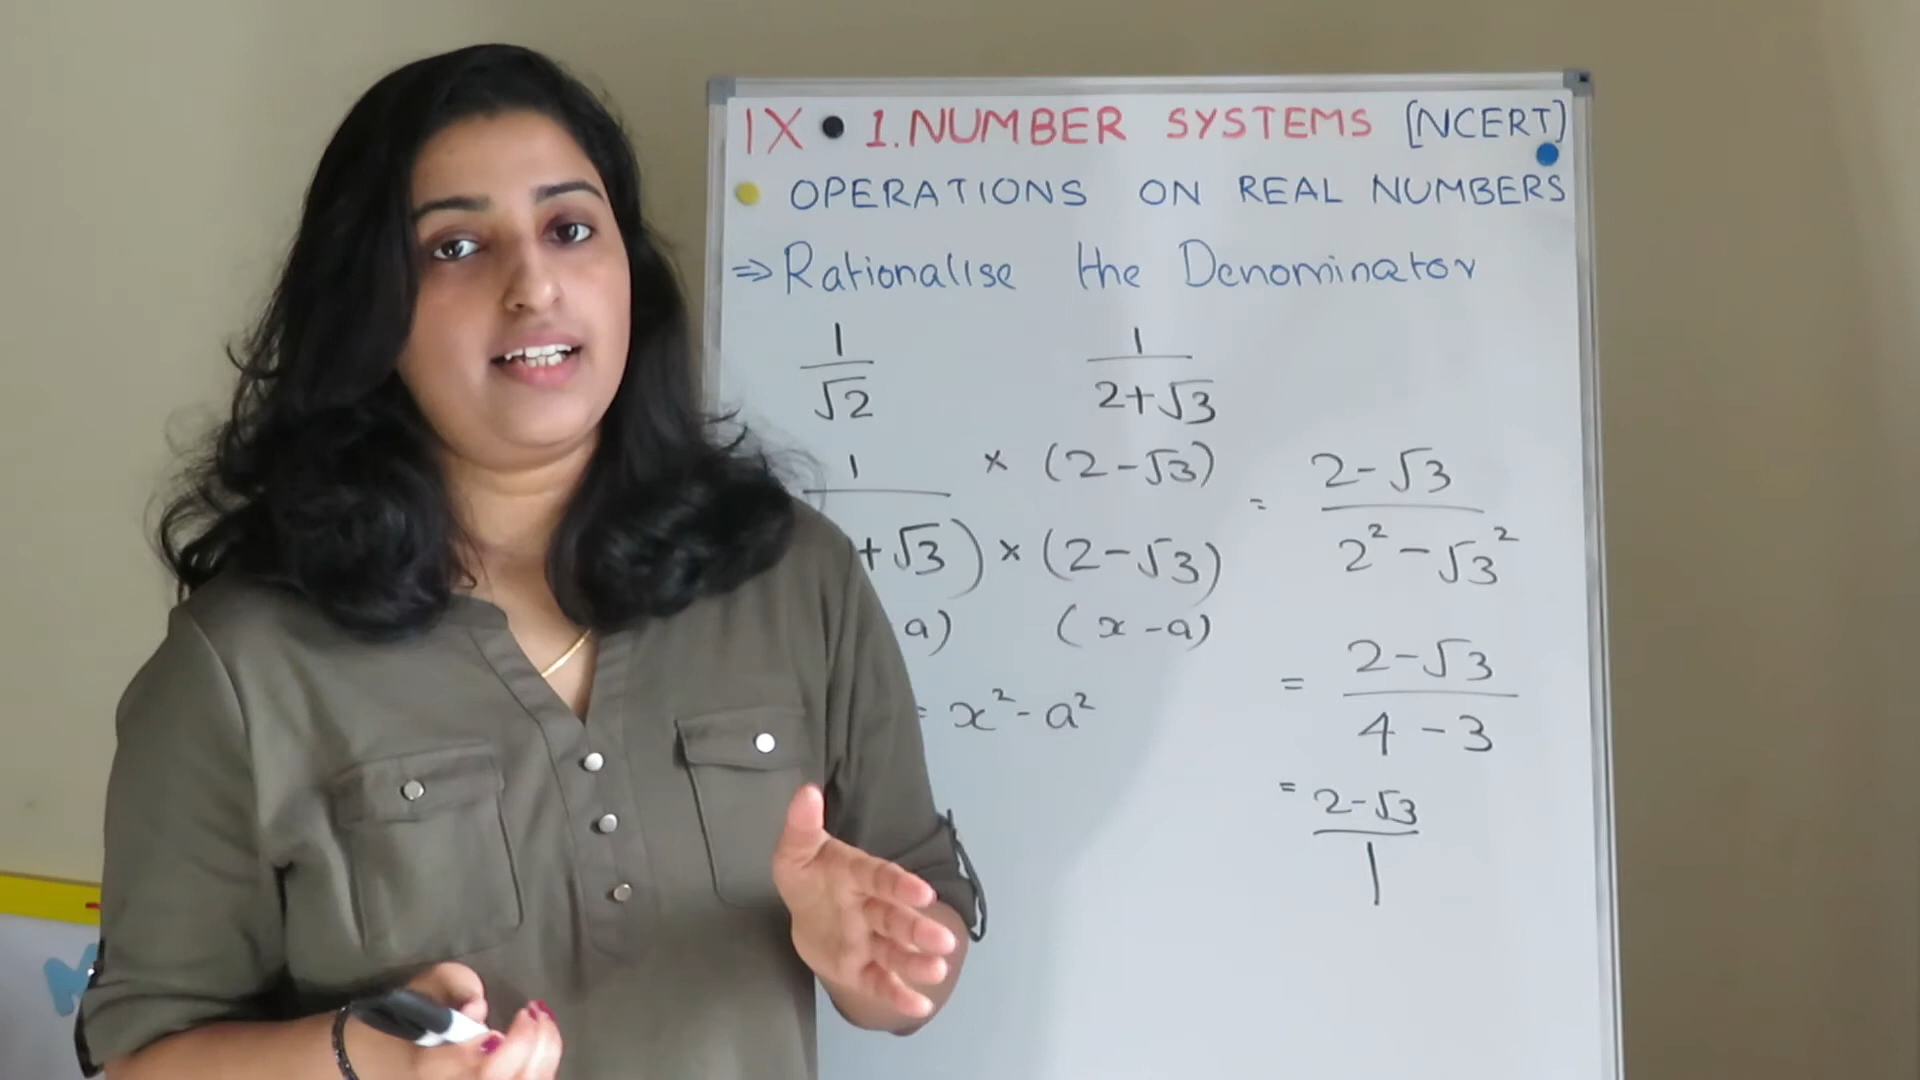 IX • 1. NUMBER SYSTEMS [NCERT]
OPERATIONS ON REAL NUMBERS
⇒ Rationalise the Denominator
1/√2
1/(2+√3)
1 × (2-√3)
+√3) × (2-√3)
a) (x-a)
= x²-a²
= (2-√3)/(2²-√3²)
= (2-√3)/(4-3)
= (2-√3)/1